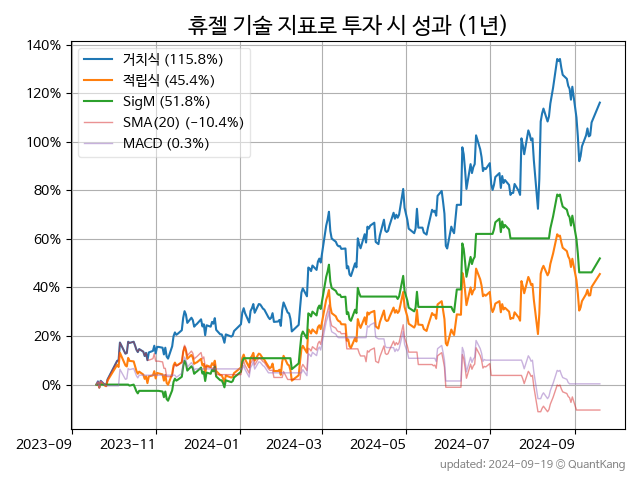 휴젤 기술 지표로 투자 시 성과 (1년)
140%
120%
100%
80%
60%
40%
20%
0%
거치식 (115.8%)
적립식 (45.4%)
SigM (51.8%)
SMA(20) (−10.4%)
MACD (0.3%)
2023-09 2023-11 2024-01 2024-03 2024-05 2024-07 2024-09
updated: 2024-09-19 © QuantKang